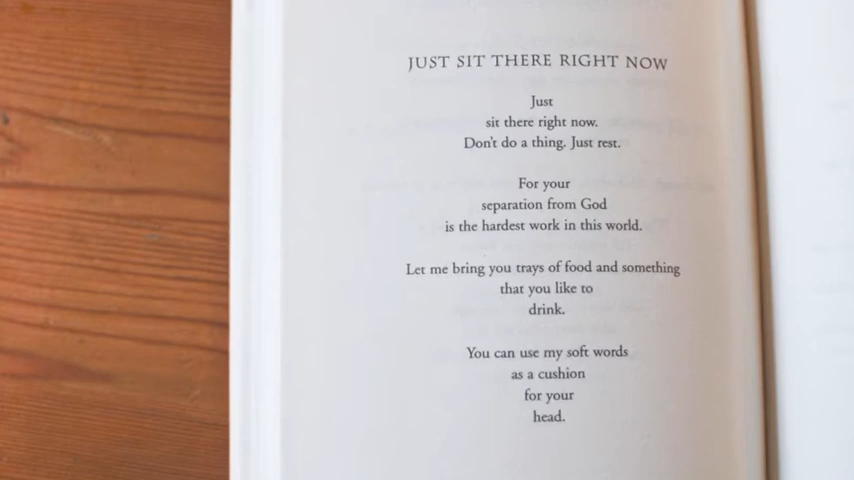 JUST SIT THERE RIGHT NOW
Just
sit there right now.
Don't do a thing. Just rest.
For your
separation from God
is the hardest work in this world.
Let me bring you trays of food and something
that you like to
drink.
You can use my soft words
as a cushion
for your
head.